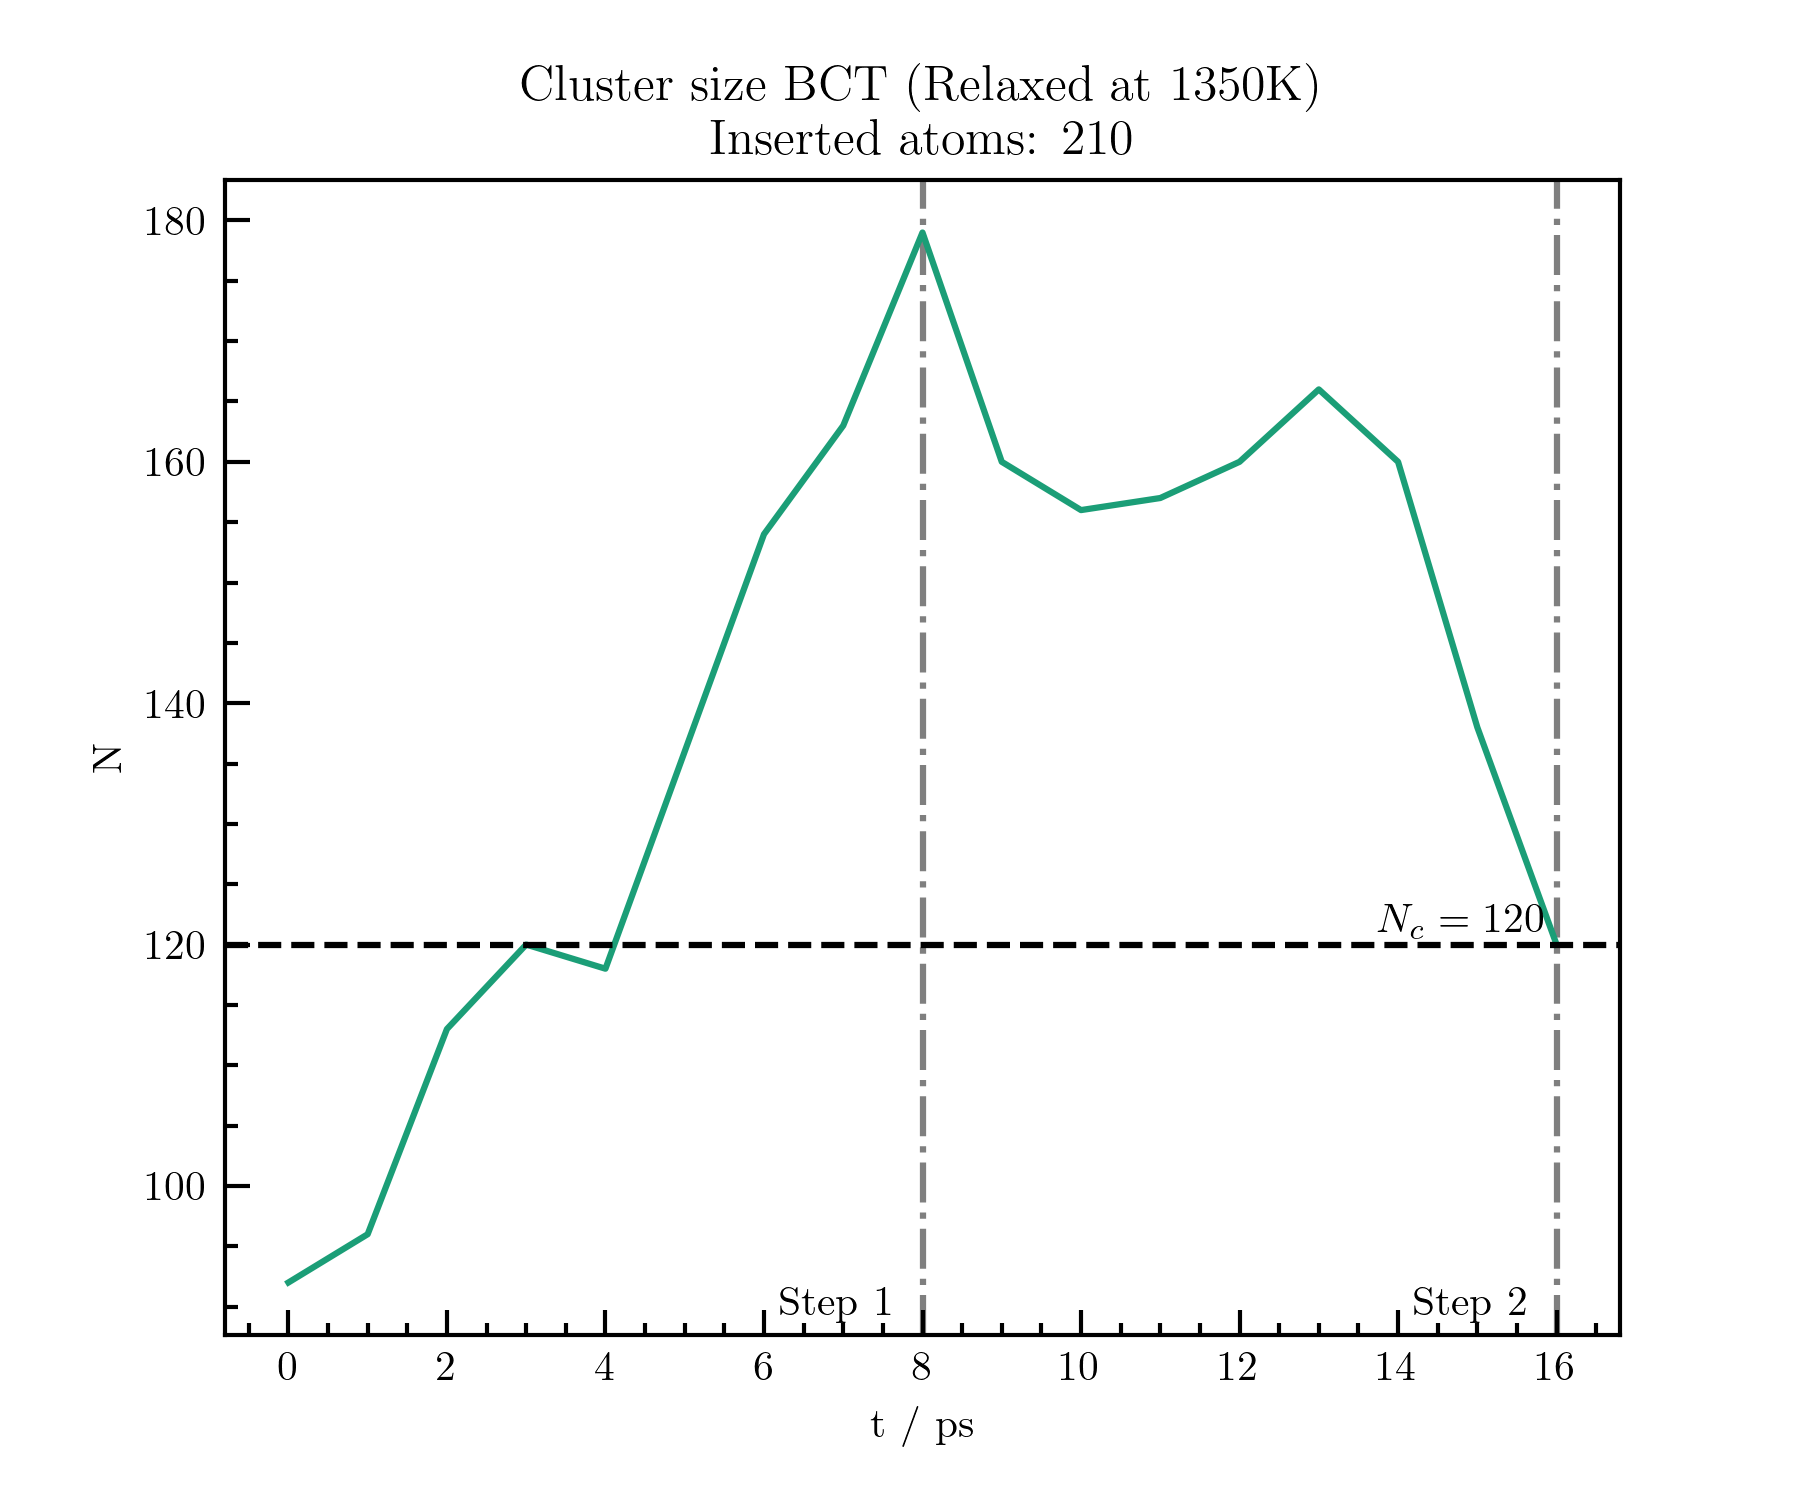 Cluster size BCT (Relaxed at 1350K)
Inserted atoms: 210
180
160
140
120
100
N
N_c = 120
Step 1
Step 2
0 2 4 6 8 10 12 14 16
t / ps